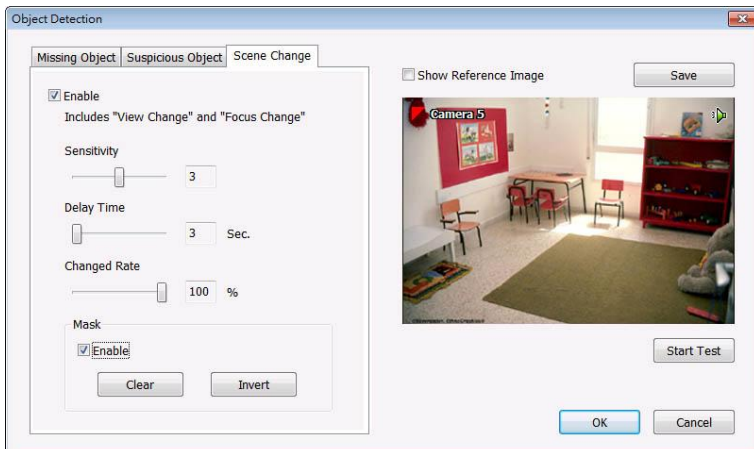 Object Detection
Missing Object Suspicious Object Scene Change
Enable
Includes "View Change" and "Focus Change"
Sensitivity
3
Delay Time
3 Sec.
Changed Rate
100 %
Mask
Enable
Clear Invert
Show Reference Image Save
Camera 5
Start Test
OK Cancel